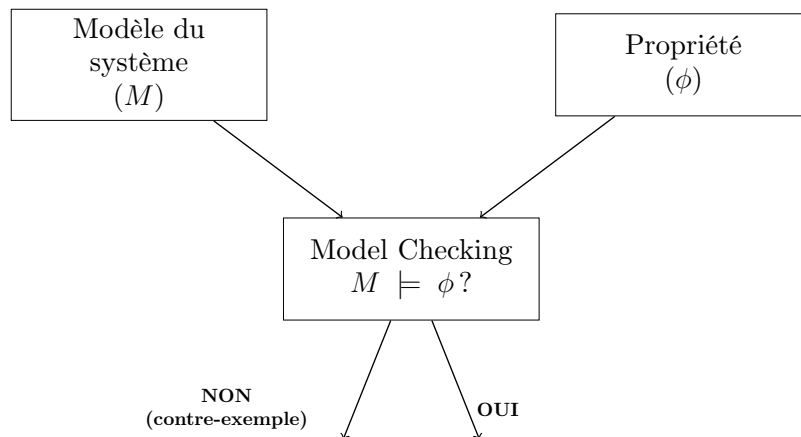 Modèle du
système
(M)
Propriété
(ϕ)
Model Checking
M ⊨ ϕ ?
NON
(contre-exemple)
OUI